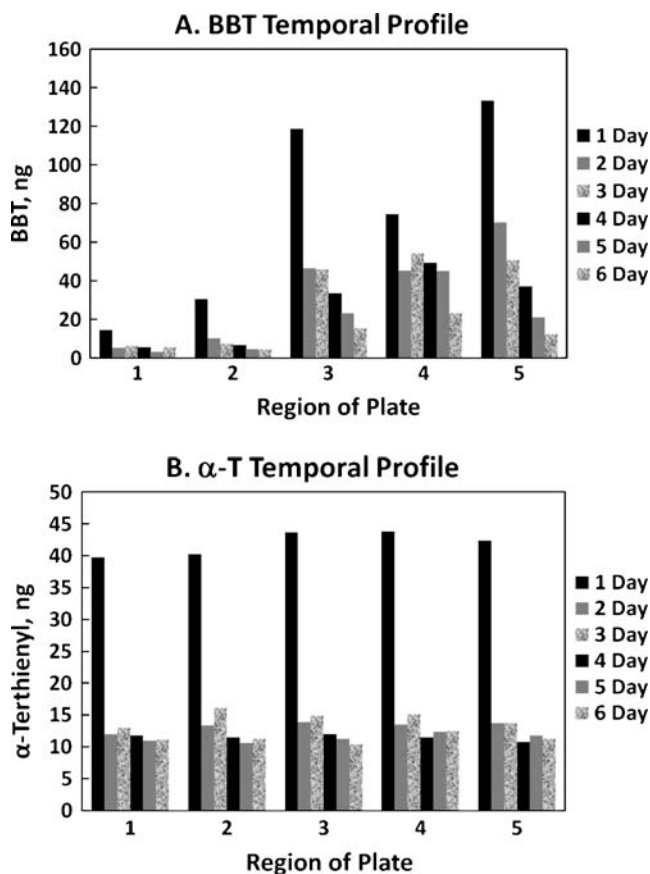 A. BBT Temporal Profile
160
140
120
100
80
60
40
20
0
BBT, ng
1 2 3 4 5
Region of Plate
1 Day
2 Day
3 Day
4 Day
5 Day
6 Day
B. α-T Temporal Profile
50
45
40
35
30
25
20
15
10
5
0
α-Terthienyl, ng
1 2 3 4 5
Region of Plate
1 Day
2 Day
3 Day
4 Day
5 Day
6 Day